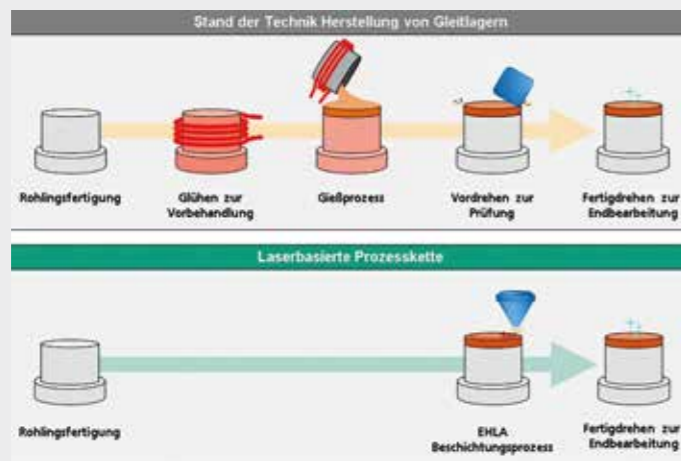 Stand der Technik Herstellung von Gleitlagern
Rohlingsfertigung
Glühen zur
Vorbehandlung
Gießprozess
Vordrehen zur
Prüfung
Fertigdrehen zur
Endbearbeitung
Laserbasierte Prozesskette
Rohlingsfertigung
EHLA
Beschichtungsprozess
Fertigdrehen zur
Endbearbeitung